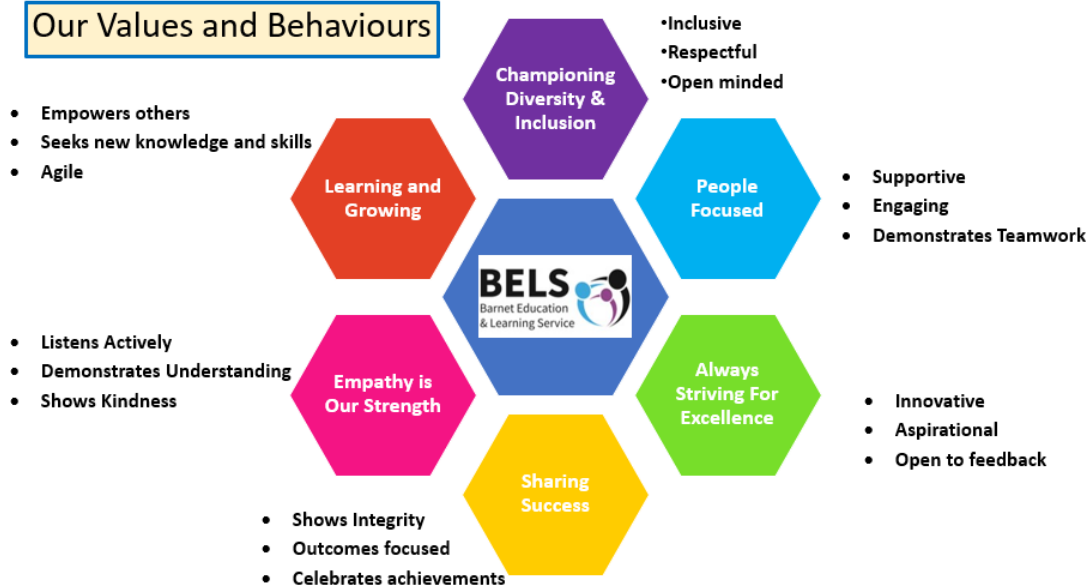 Our Values and Behaviours
Championing
Diversity &
Inclusion
•Inclusive
•Respectful
•Open minded
People
Focused
• Supportive
• Engaging
• Demonstrates Teamwork
Always
Striving For
Excellence
• Innovative
• Aspirational
• Open to feedback
Sharing
Success
• Shows Integrity
• Outcomes focused
• Celebrates achievements
Empathy is
Our Strength
• Listens Actively
• Demonstrates Understanding
• Shows Kindness
Learning and
Growing
• Empowers others
• Seeks new knowledge and skills
• Agile
BELS
Barnet Education
& Learning Service